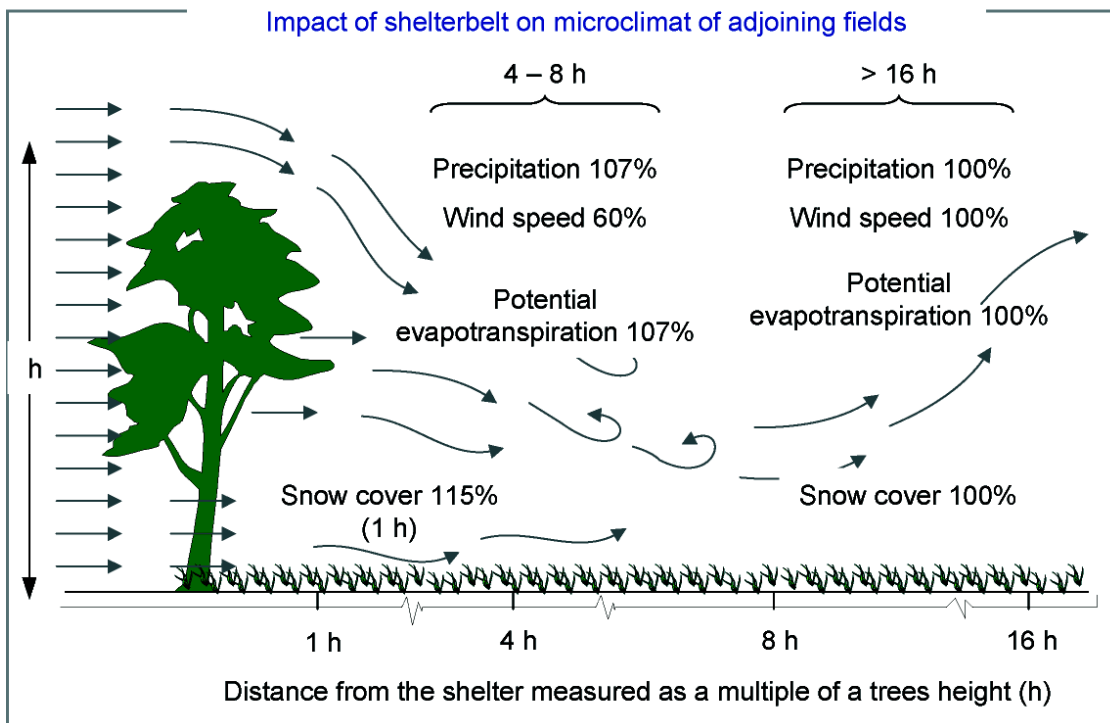 Impact of shelterbelt on microclimat of adjoining fields
4 – 8 h
> 16 h
Precipitation 107%
Precipitation 100%
Wind speed 60%
Wind speed 100%
Potential
evapotranspiration 107%
Potential
evapotranspiration 100%
h
Snow cover 115%
(1 h)
Snow cover 100%
1 h
4 h
8 h
16 h
Distance from the shelter measured as a multiple of a trees height (h)